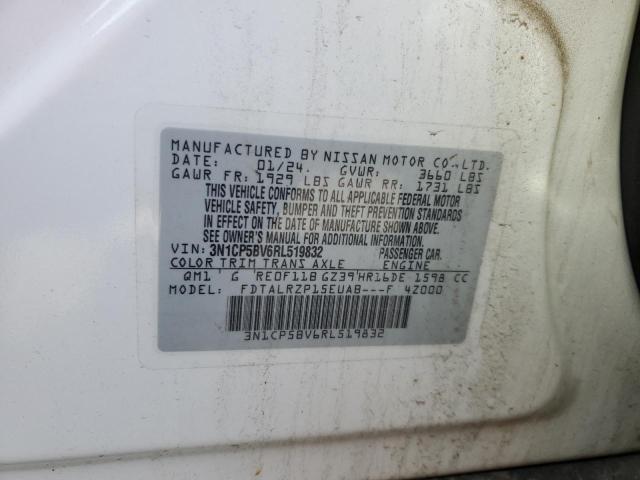 MANUFACTURED BY NISSAN MOTOR CO.,LTD.
DATE: 01/24. GVWR: 3660 LBS
GAWR FR: 1929 LBS GAWR RR: 1731 LBS
THIS VEHICLE CONFORMS TO ALL APPLICABLE FEDERAL MOTOR
VEHICLE SAFETY, BUMPER AND THEFT PREVENTION STANDARDS
IN EFFECT ON THE DATE OF MANUFACTURE SHOWN ABOVE.
SEE OWNER'S MANUAL FOR ADDITIONAL INFORMATION.
VIN: 3N1CP5BV6RL519832 PASSENGER CAR.
COLOR TRIM TRANS AXLE ENGINE
QM1 G RE0F11B GZ39 HR16DE 1598 CC
MODEL: FDTALRZP15EUAB---F 42000
3N1CP5BV6RL519832